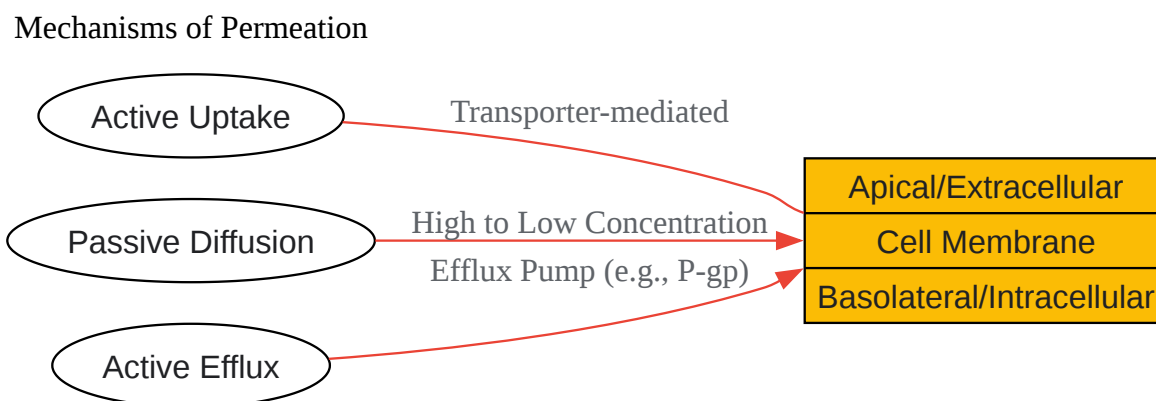 Mechanisms of Permeation
Active Uptake
Transporter-mediated
Apical/Extracellular
Passive Diffusion
High to Low Concentration
Cell Membrane
Efflux Pump (e.g., P-gp)
Basolateral/Intracellular
Active Efflux